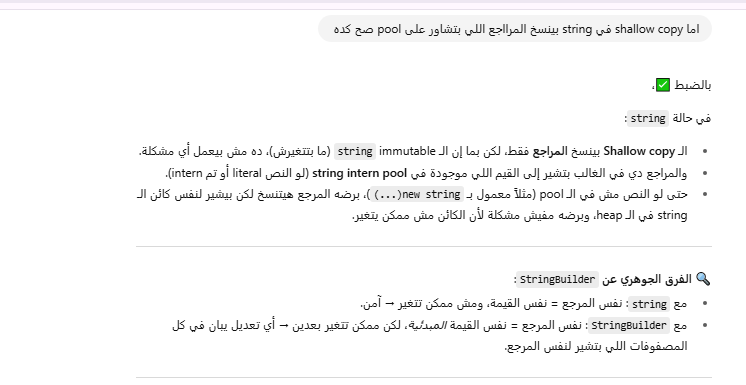 اما shallow copy في string بينسخ المرااجع اللي بتشاور على pool صح كده
بالضبط ✅،
في حالة string:
الـ Shallow copy بينسخ المراجع فقط، لكن بما إن الـ string immutable (ما بتتغيرش)، ده مش بيعمل أي مشكلة.
والمراجع دي في الغالب بتشير إلى القيم اللي موجودة في string intern pool (لو النص literal أو تم intern).
حتى لو النص مش في الـ pool (مثلاً معمول بـ new string(...))، برضه المرجع هيتنسخ لكن بيشير لنفس كائن الـ
string في الـ heap، وبرضه مفيش مشكلة لأن الكائن مش ممكن يتغير.
🔍 الفرق الجوهري عن StringBuilder:
مع string: نفس المرجع = نفس القيمة، ومش ممكن تتغير → آمن.
مع StringBuilder: نفس المرجع = نفس القيمة المبدئية، لكن ممكن تتغير بعدين → أي تعديل يبان في كل
المصفوفات اللي بتشير لنفس المرجع.